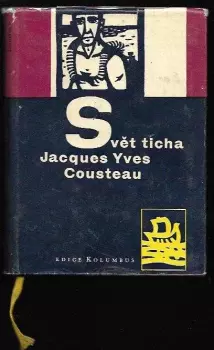 Svět ticha
Jacques Yves
Cousteau
EDICE KOLUMBUS